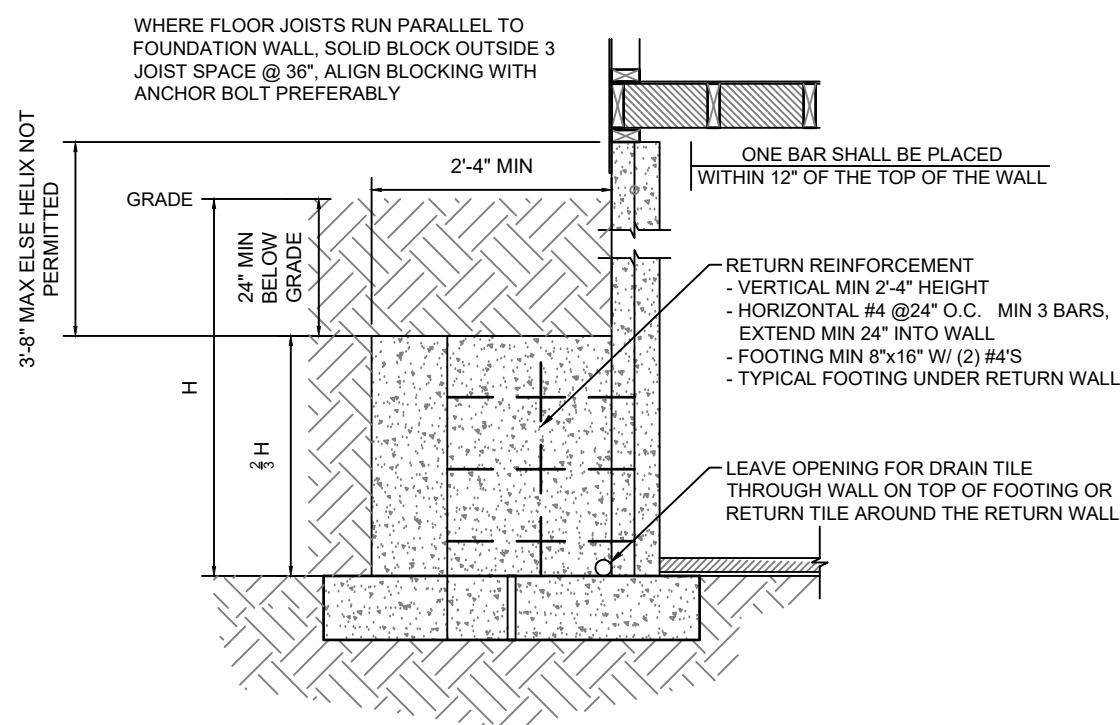 WHERE FLOOR JOISTS RUN PARALLEL TO
FOUNDATION WALL, SOLID BLOCK OUTSIDE 3
JOIST SPACE @ 36", ALIGN BLOCKING WITH
ANCHOR BOLT PREFERABLY
3'-8" MAX ELSE HELIX NOT
PERMITTED
GRADE
2'-4" MIN
24" MIN
BELOW
GRADE
H
⅔ H
ONE BAR SHALL BE PLACED
WITHIN 12" OF THE TOP OF THE WALL
RETURN REINFORCEMENT
- VERTICAL MIN 2'-4" HEIGHT
- HORIZONTAL #4 @24" O.C. MIN 3 BARS,
EXTEND MIN 24" INTO WALL
- FOOTING MIN 8"x16" W/ (2) #4'S
- TYPICAL FOOTING UNDER RETURN WALL
LEAVE OPENING FOR DRAIN TILE
THROUGH WALL ON TOP OF FOOTING OR
RETURN TILE AROUND THE RETURN WALL